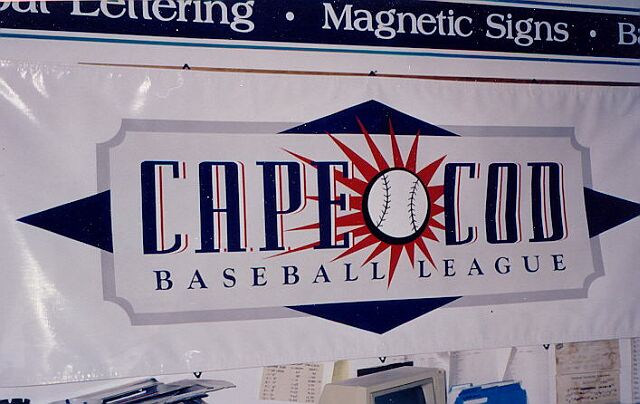 Lettering • Magnetic Signs •
CAPE COD
BASEBALL LEAGUE